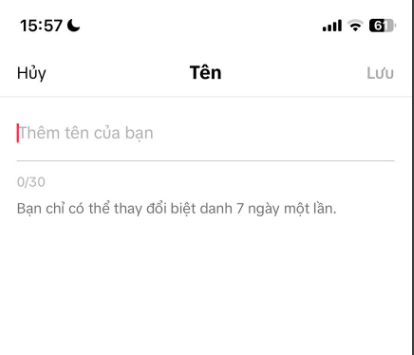 15:57
61
Hủy Tên Lưu
Thêm tên của bạn
0/30
Bạn chỉ có thể thay đổi biệt danh 7 ngày một lần.